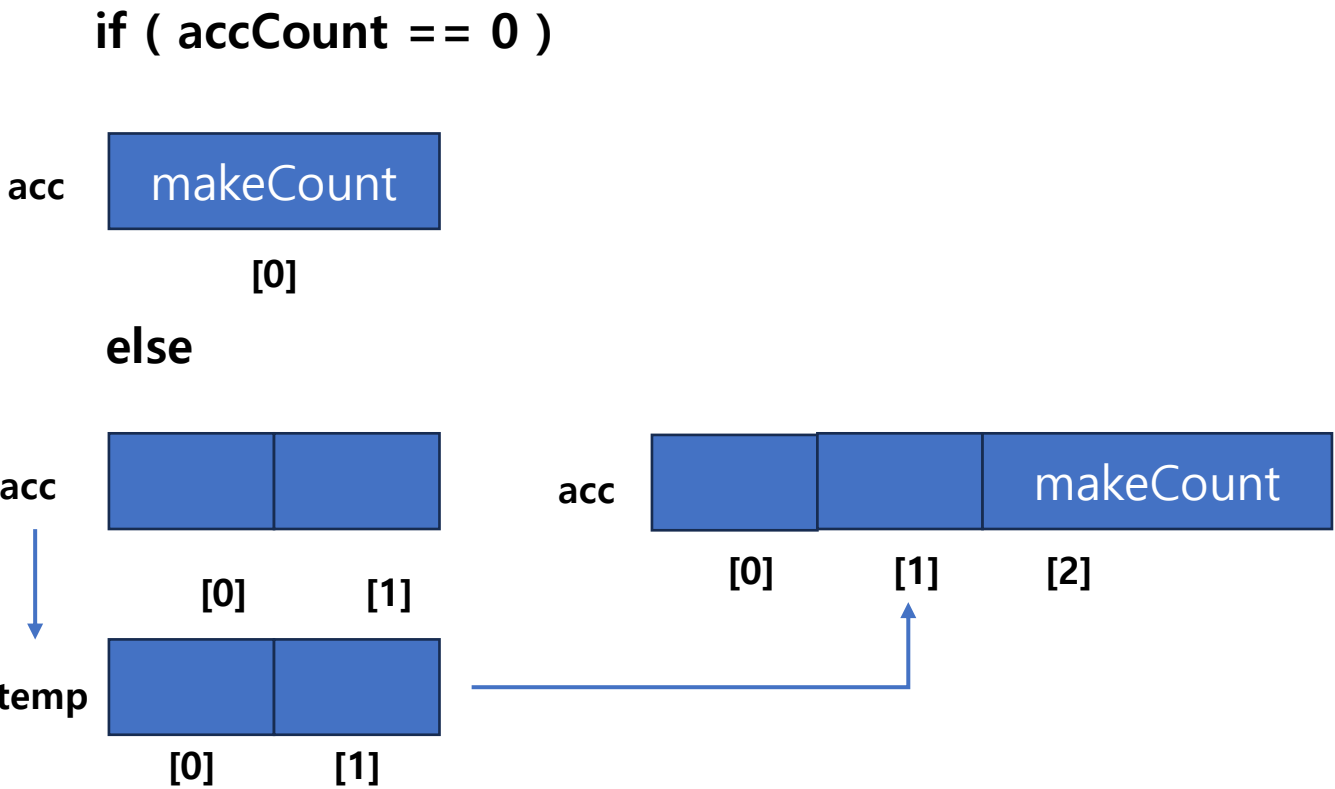 if ( accCount == 0 )
acc
makeCount
[0]
else
acc
[0] [1]
temp
[0] [1]
acc
makeCount
[0] [1] [2]